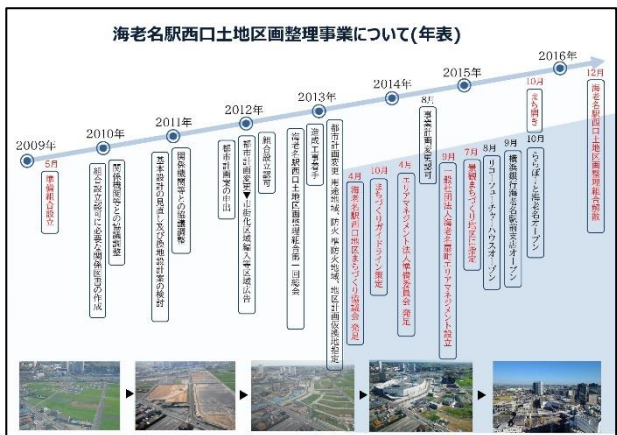 海老名駅西口土地区画整理事業について(年表)
2009年
5月
準備組合設立
2010年
関係機関等との協議調整
組合設立認可に必要な関係図書の作成
2011年
関係機関等との協議調整
基本設計の見直し及び換地設計案の検討
2012年
都市計画案の申出
都市計画変更▼市街化区域編入等区域広告
組合設立認可
2013年
海老名駅西口土地区画整理組合第一回総会
造成工事着手
都市計画変更 用途地域、防火 準防火地域、地区計画仮換地指定
4月
海老名駅西口地区まちづくり協議会 発足
10月
まちづくりガイドライン策定
2014年
4月
エリアマネジメント法人準備委員会 発足
8月
事業計画変更認可
9月
一般社団法人海老名扇町エリアマネジメント設立
2015年
7月
景観まちづくり地区に指定
8月
リコーフューチャーハウスオープン
9月
横浜銀行海老名駅前支店オープン
10月
まち開き
10月
ららぽーと海老名オープン
2016年
12月
海老名駅西口土地区画整理組合解散